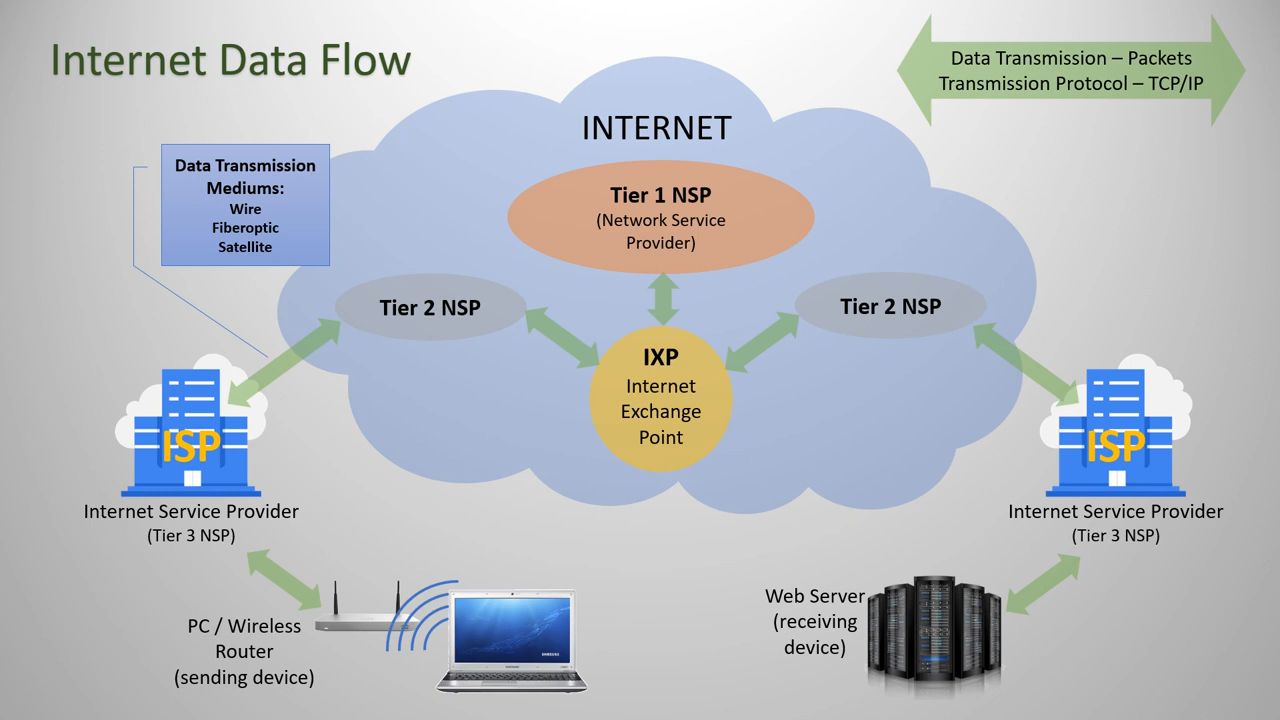 Internet Data Flow
Data Transmission – Packets
Transmission Protocol – TCP/IP
INTERNET
Data Transmission
Mediums:
Wire
Fiberoptic
Satellite
Tier 1 NSP
(Network Service
Provider)
Tier 2 NSP
Tier 2 NSP
IXP
Internet
Exchange
Point
ISP
Internet Service Provider
(Tier 3 NSP)
ISP
Internet Service Provider
(Tier 3 NSP)
PC / Wireless
Router
(sending device)
SAMSUNG
Web Server
(receiving
device)